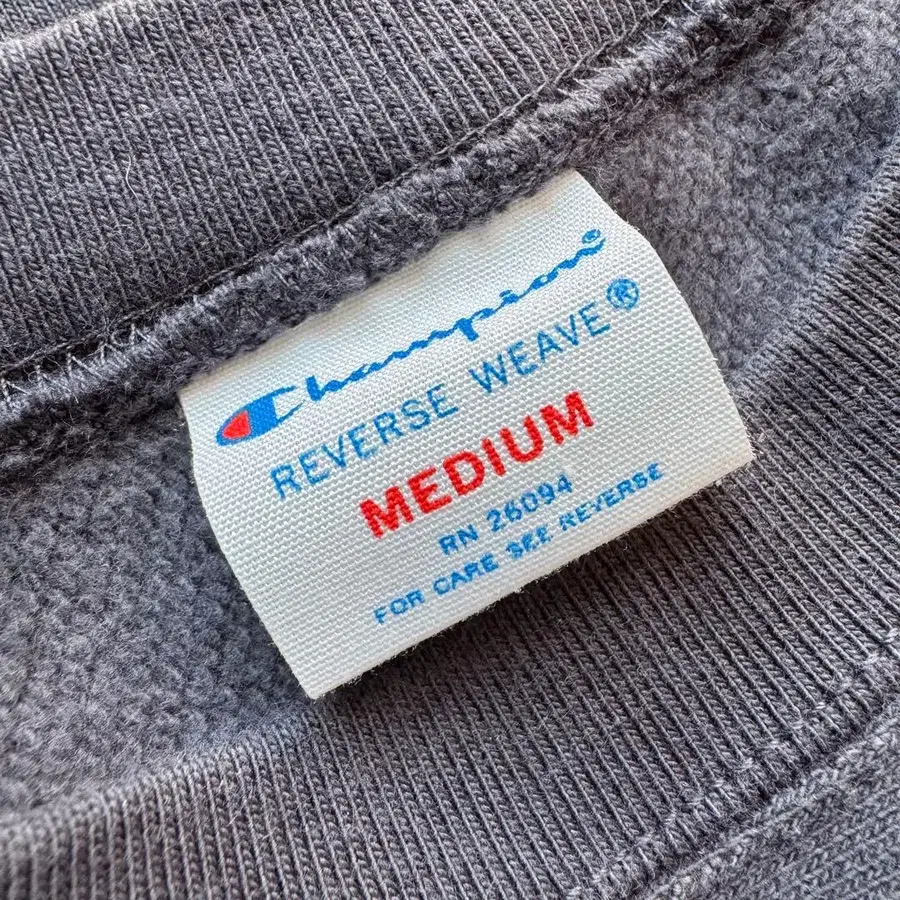 Champion®
REVERSE WEAVE®
MEDIUM
RN 26094
FOR CARE SEE REVERSE